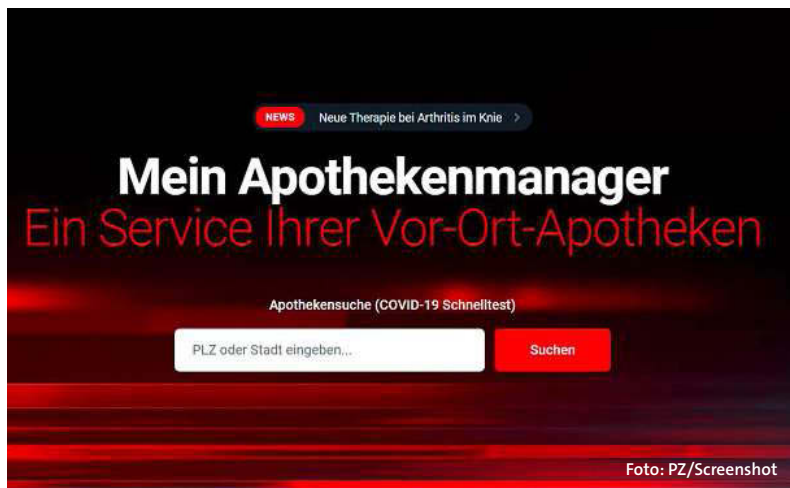 NEWS Neue Therapie bei Arthritis im Knie >
Mein Apothekenmanager
Ein Service Ihrer Vor-Ort-Apotheken
Apothekensuche (COVID-19 Schnelltest)
PLZ oder Stadt eingeben... Suchen
Foto: PZ/Screenshot